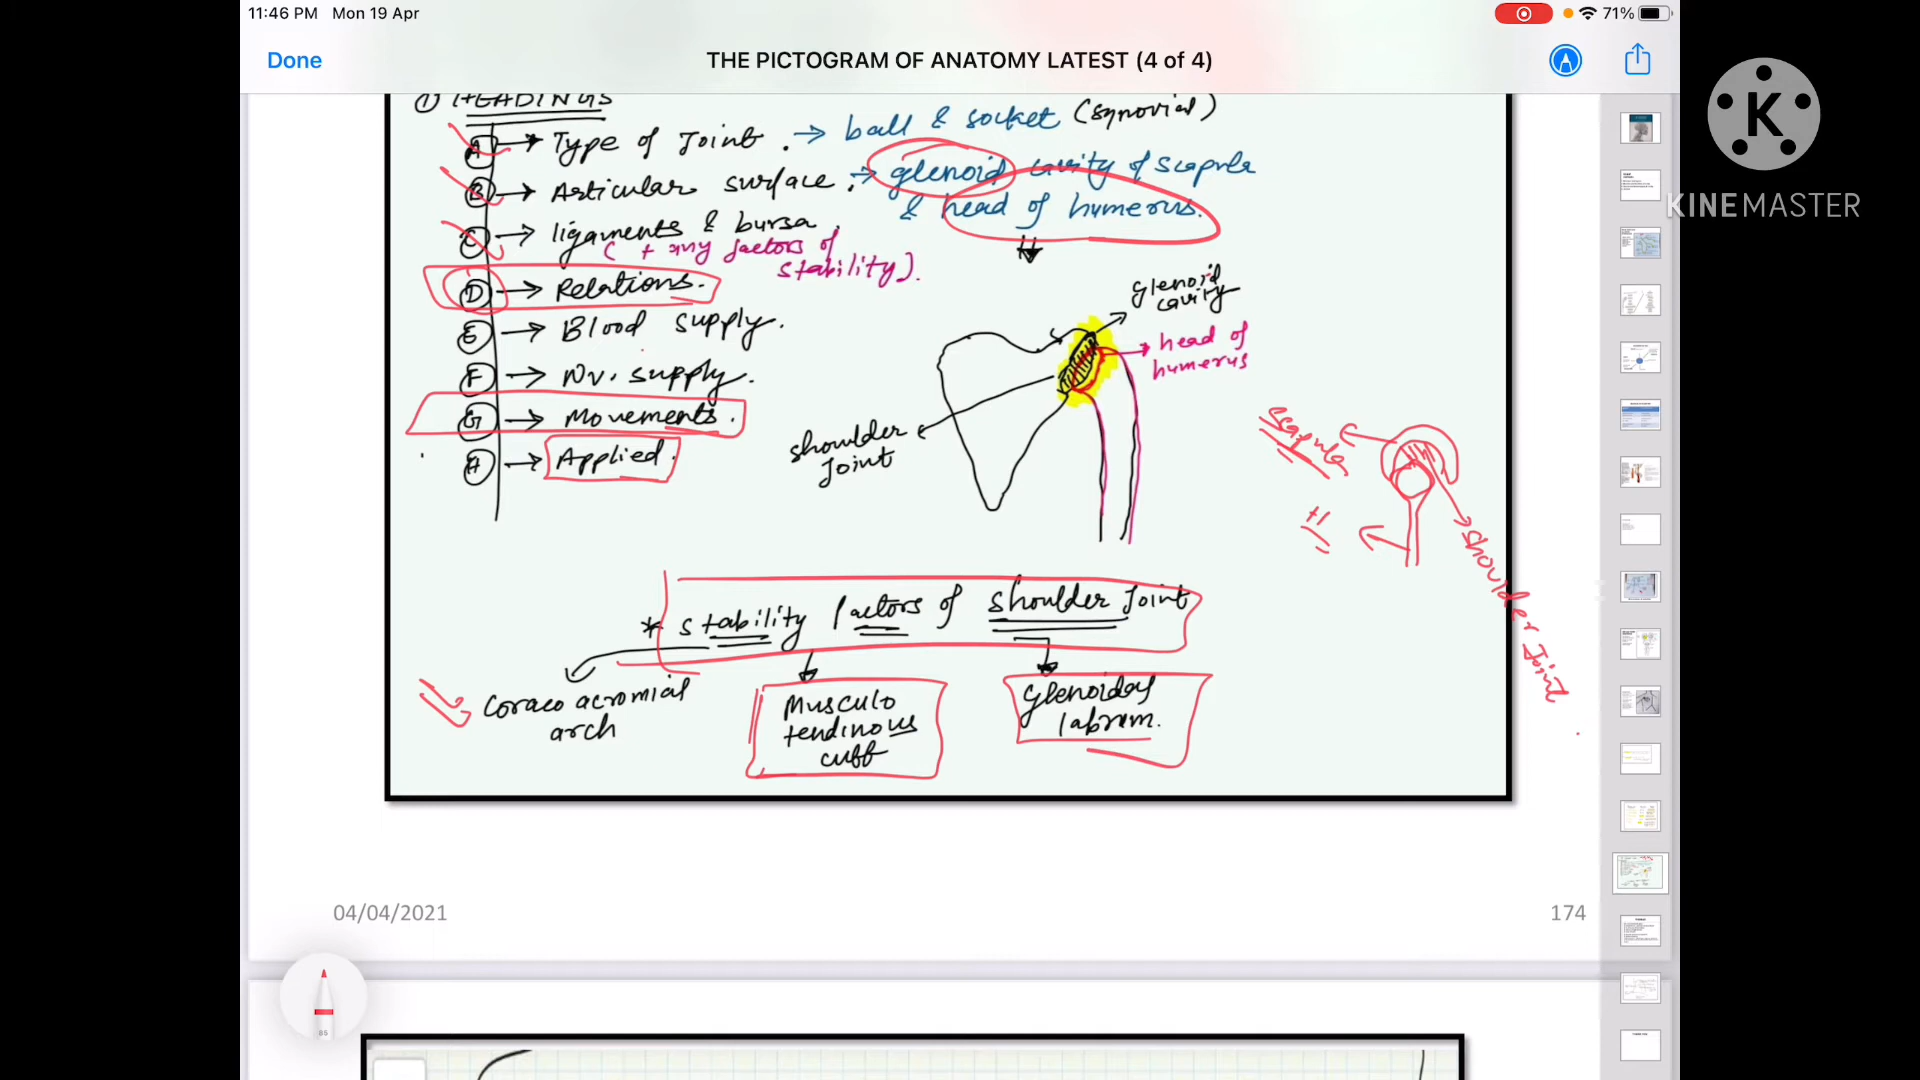 11:46 PM Mon 19 Apr
71%
Done
THE PICTOGRAM OF ANATOMY LATEST (4 of 4)
K
KINEMASTER
① HEADINGS
A → Type of Joint. → ball & socket (synovial)
B → Articular surface. → glenoid cavity of scapula
& head of humerus.
C → ligaments & bursa
( + any factors of
stability).
D → Relations.
E → Blood supply.
F → Nv. supply.
G → Movements.
H → Applied.
glenoid
cavity
head of
humerus
shoulder
joint
Scapula
H
shoulder Joint
* stability factors of shoulder Joint
Coraco acromial
arch
Musculo
tendinous
cuff
Glenoidal
labrum.
04/04/2021
174